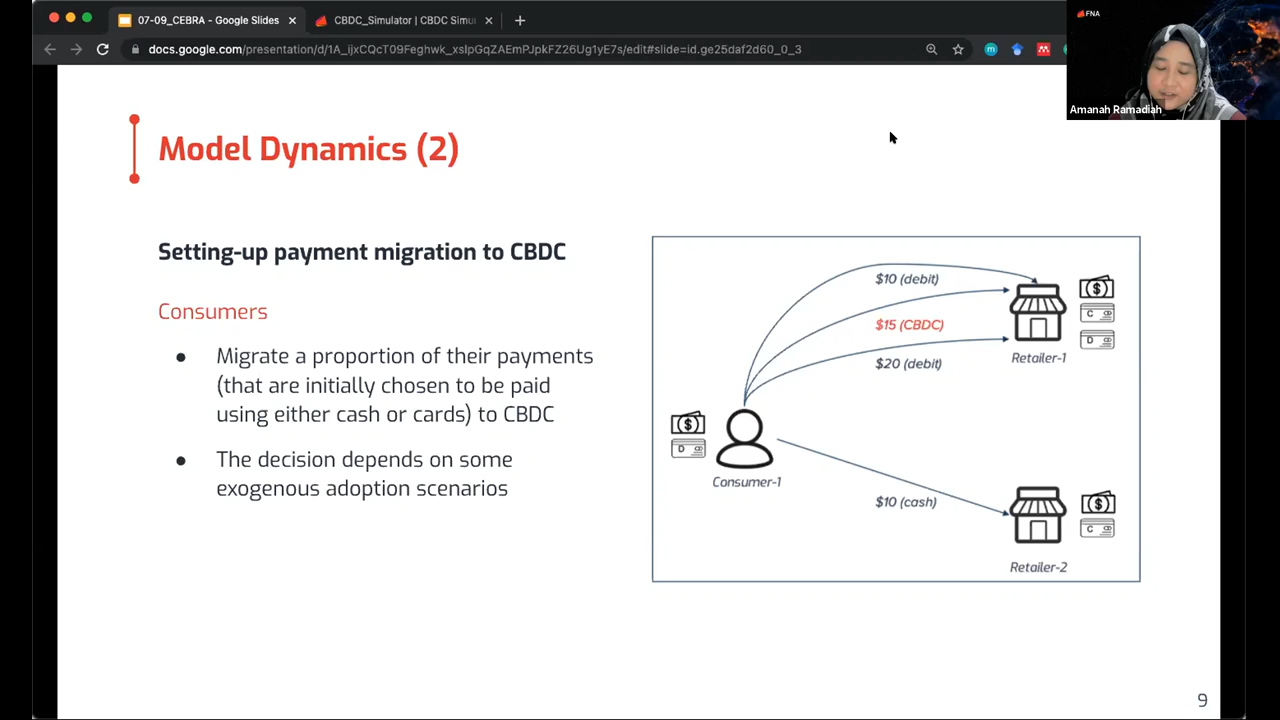 07-09_CEBRA - Google Slides
CBDC_Simulator | CBDC Simu
docs.google.com/presentation/d/1A_ijxCQcT09Feghwk_xsIpGqZAEmPJpkFZ26Ug1yE7s/edit#slide=id.ge25daf2d60_0_3
FNA
Amanah Ramadiah
Model Dynamics (2)
Setting-up payment migration to CBDC
Consumers
● Migrate a proportion of their payments
(that are initially chosen to be paid
using either cash or cards) to CBDC
● The decision depends on some
exogenous adoption scenarios
$10 (debit)
$15 (CBDC)
$20 (debit)
$
C
D
Retailer-1
$
D
Consumer-1
$10 (cash)
$
C
Retailer-2
9